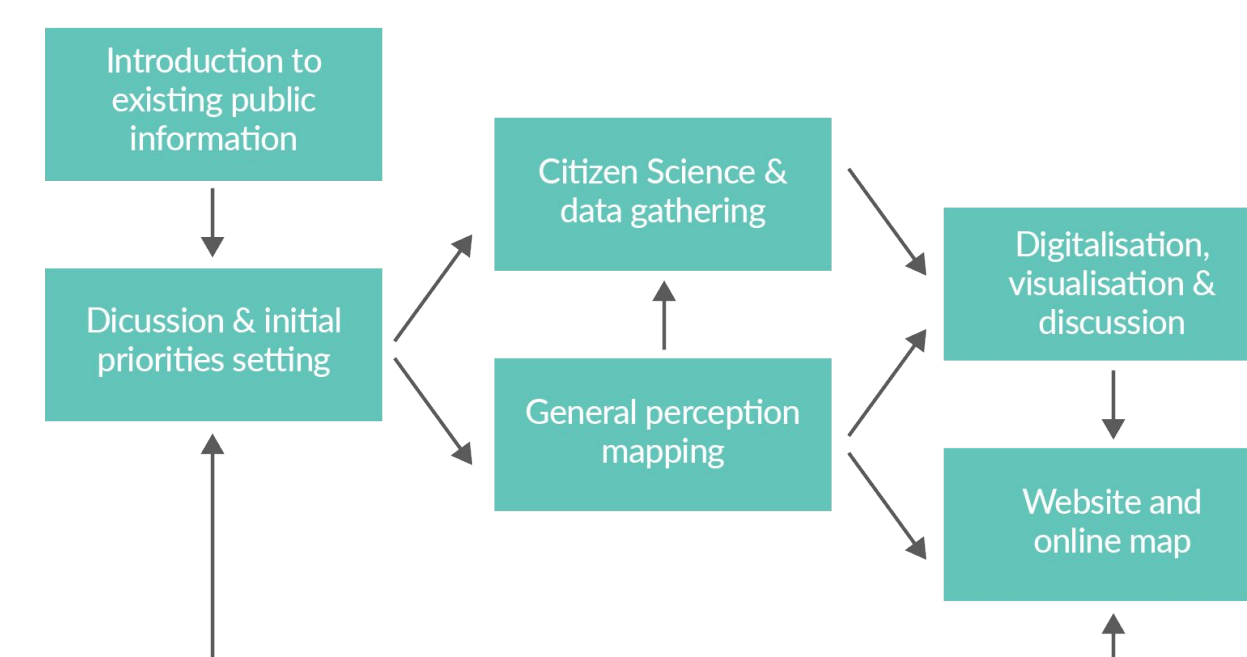 Introduction to
existing public
information
Dicussion & initial
priorities setting
Citizen Science &
data gathering
General perception
mapping
Digitalisation,
visualisation &
discussion
Website and
online map